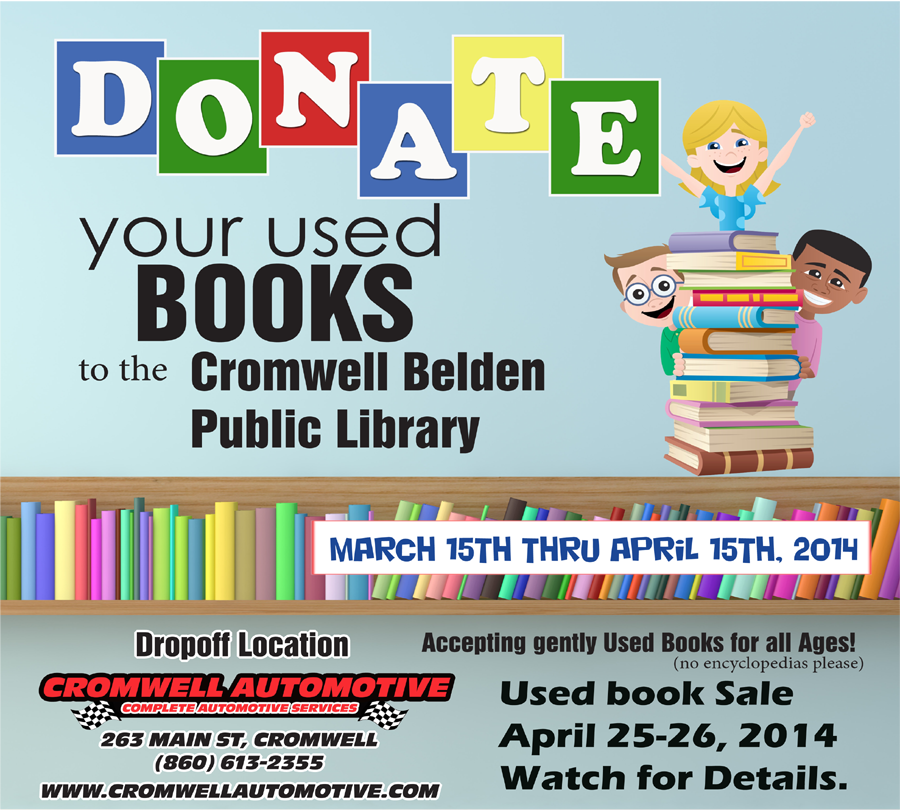 DONATE
your used
BOOKS
to the Cromwell Belden
Public Library
MARCH 15TH THRU APRIL 15TH, 2014
Dropoff Location
CROMWELL AUTOMOTIVE
COMPLETE AUTOMOTIVE SERVICES
263 MAIN ST, CROMWELL
(860) 613-2355
WWW.CROMWELLAUTOMOTIVE.COM
Accepting gently Used Books for all Ages!
(no encyclopedias please)
Used book Sale
April 25-26, 2014
Watch for Details.